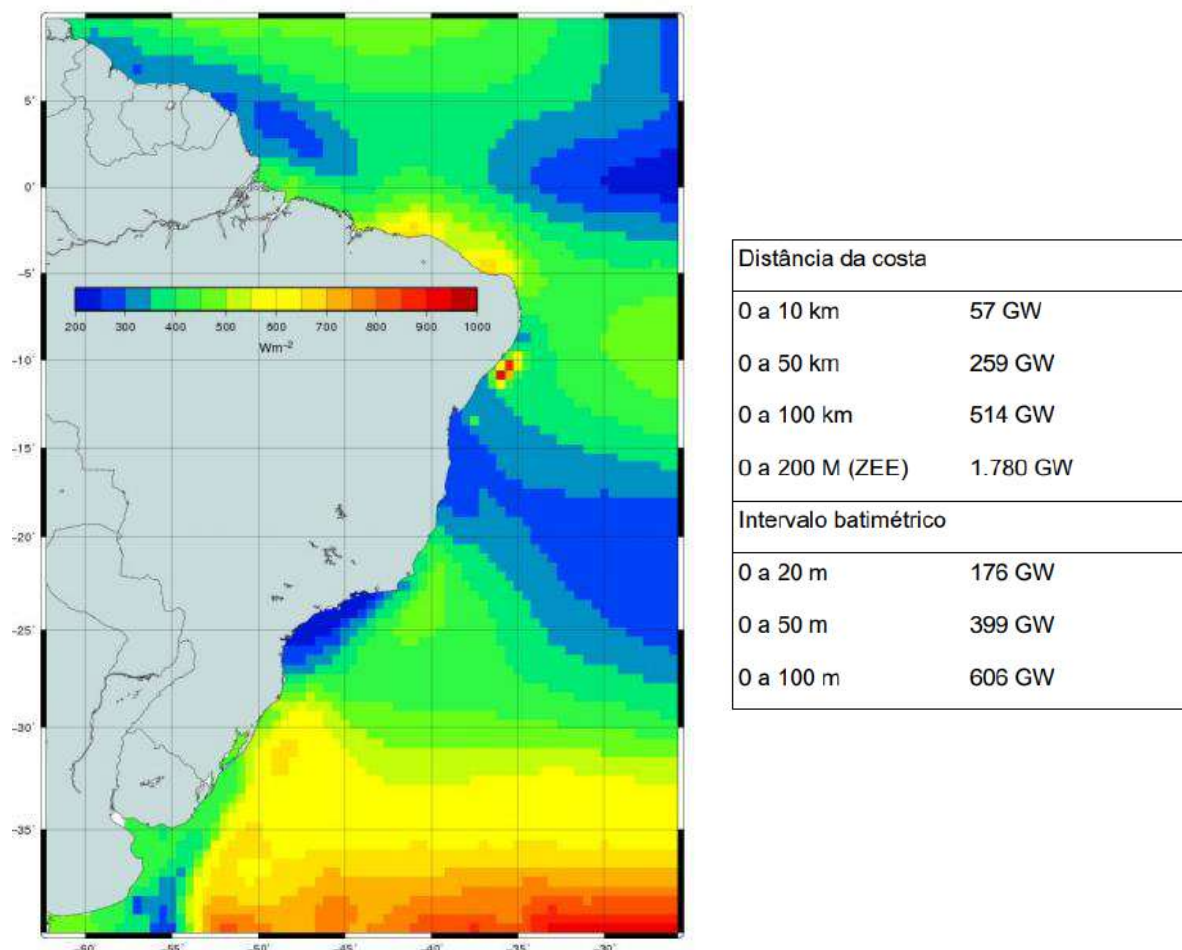 5°
0°
−5°
200 300 400 500 600 700 800 900 1000
Wm⁻²
−10°
−15°
−20°
−25°
−30°
−35°
−60° −55° −50° −45° −40° −35° −30°
Distância da costa
0 a 10 km 57 GW
0 a 50 km 259 GW
0 a 100 km 514 GW
0 a 200 M (ZEE) 1.780 GW
Intervalo batimétrico
0 a 20 m 176 GW
0 a 50 m 399 GW
0 a 100 m 606 GW